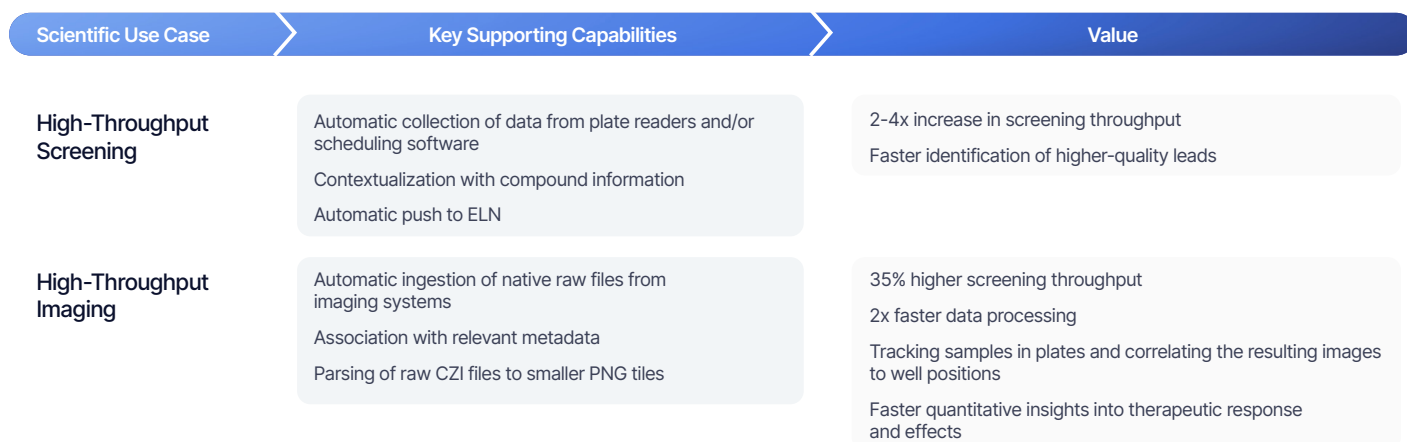 Scientific Use Case
Key Supporting Capabilities
Value
High-Throughput
Screening
Automatic collection of data from plate readers and/or
scheduling software
Contextualization with compound information
Automatic push to ELN
2-4x increase in screening throughput
Faster identification of higher-quality leads
High-Throughput
Imaging
Automatic ingestion of native raw files from
imaging systems
Association with relevant metadata
Parsing of raw CZI files to smaller PNG tiles
35% higher screening throughput
2x faster data processing
Tracking samples in plates and correlating the resulting images
to well positions
Faster quantitative insights into therapeutic response
and effects